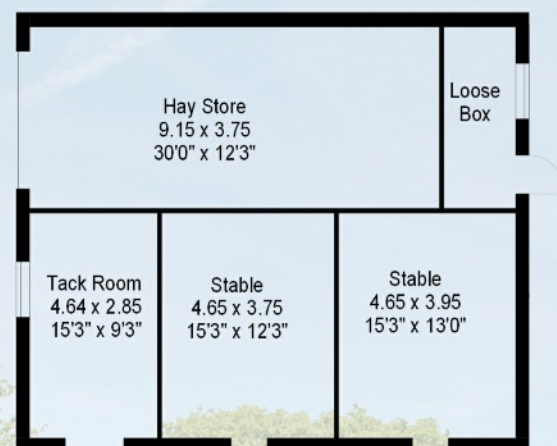 Hay Store
9.15 x 3.75
30'0" x 12'3"
Loose
Box
Tack Room
4.64 x 2.85
15'3" x 9'3"
Stable
4.65 x 3.75
15'3" x 12'3"
Stable
4.65 x 3.95
15'3" x 13'0"